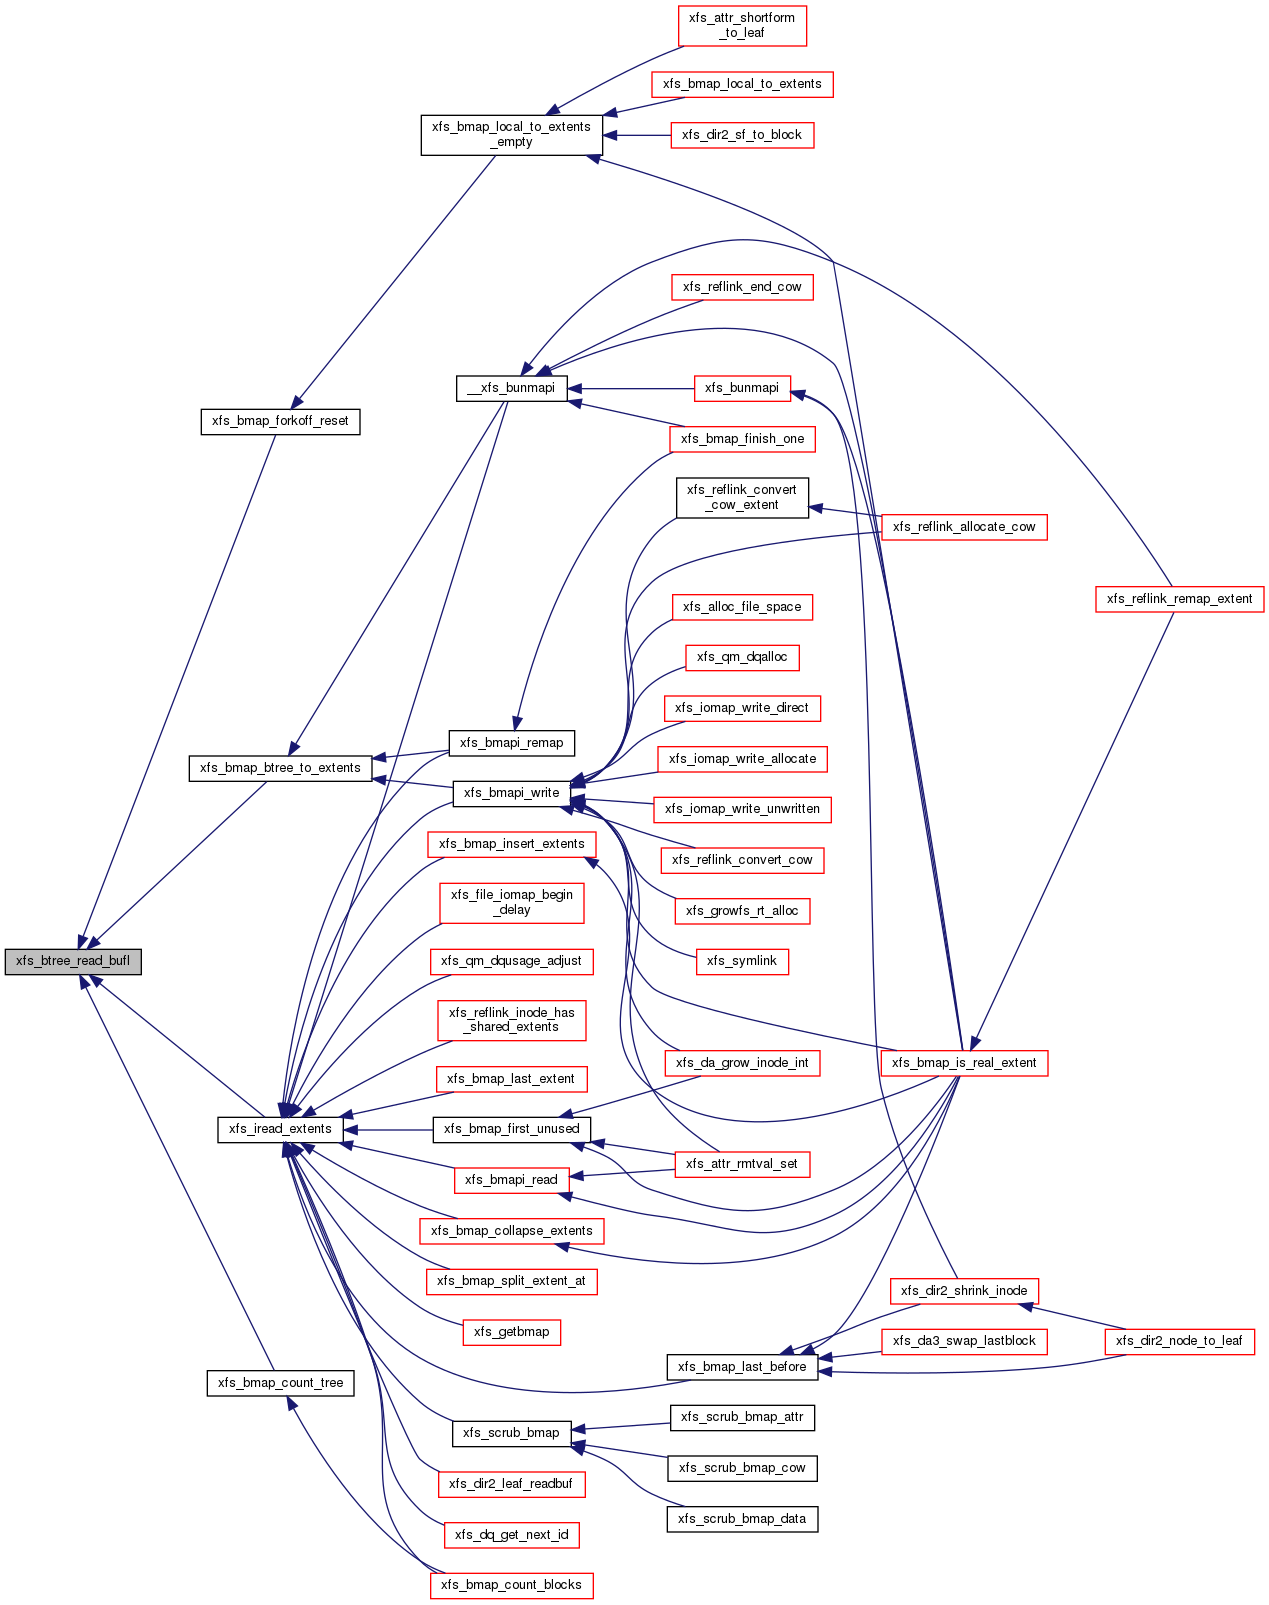 xfs_attr_shortform
_to_leaf
xfs_bmap_local_to_extents
xfs_bmap_local_to_extents
_empty
xfs_dir2_sf_to_block
xfs_reflink_end_cow
__xfs_bunmapi
xfs_bunmapi
xfs_bmap_forkoff_reset
xfs_bmap_finish_one
xfs_reflink_convert
_cow_extent
xfs_reflink_allocate_cow
xfs_reflink_remap_extent
xfs_alloc_file_space
xfs_qm_dqalloc
xfs_iomap_write_direct
xfs_bmapi_remap
xfs_bmap_btree_to_extents
xfs_iomap_write_allocate
xfs_bmapi_write
xfs_iomap_write_unwritten
xfs_bmap_insert_extents
xfs_reflink_convert_cow
xfs_file_iomap_begin
_delay
xfs_growfs_rt_alloc
xfs_btree_read_bufl
xfs_qm_dqusage_adjust
xfs_symlink
xfs_reflink_inode_has
_shared_extents
xfs_da_grow_inode_int
xfs_bmap_is_real_extent
xfs_bmap_last_extent
xfs_iread_extents
xfs_bmap_first_unused
xfs_attr_rmtval_set
xfs_bmapi_read
xfs_bmap_collapse_extents
xfs_bmap_split_extent_at
xfs_dir2_shrink_inode
xfs_getbmap
xfs_da3_swap_lastblock
xfs_dir2_node_to_leaf
xfs_bmap_last_before
xfs_bmap_count_tree
xfs_scrub_bmap_attr
xfs_scrub_bmap
xfs_scrub_bmap_cow
xfs_dir2_leaf_readbuf
xfs_scrub_bmap_data
xfs_dq_get_next_id
xfs_bmap_count_blocks